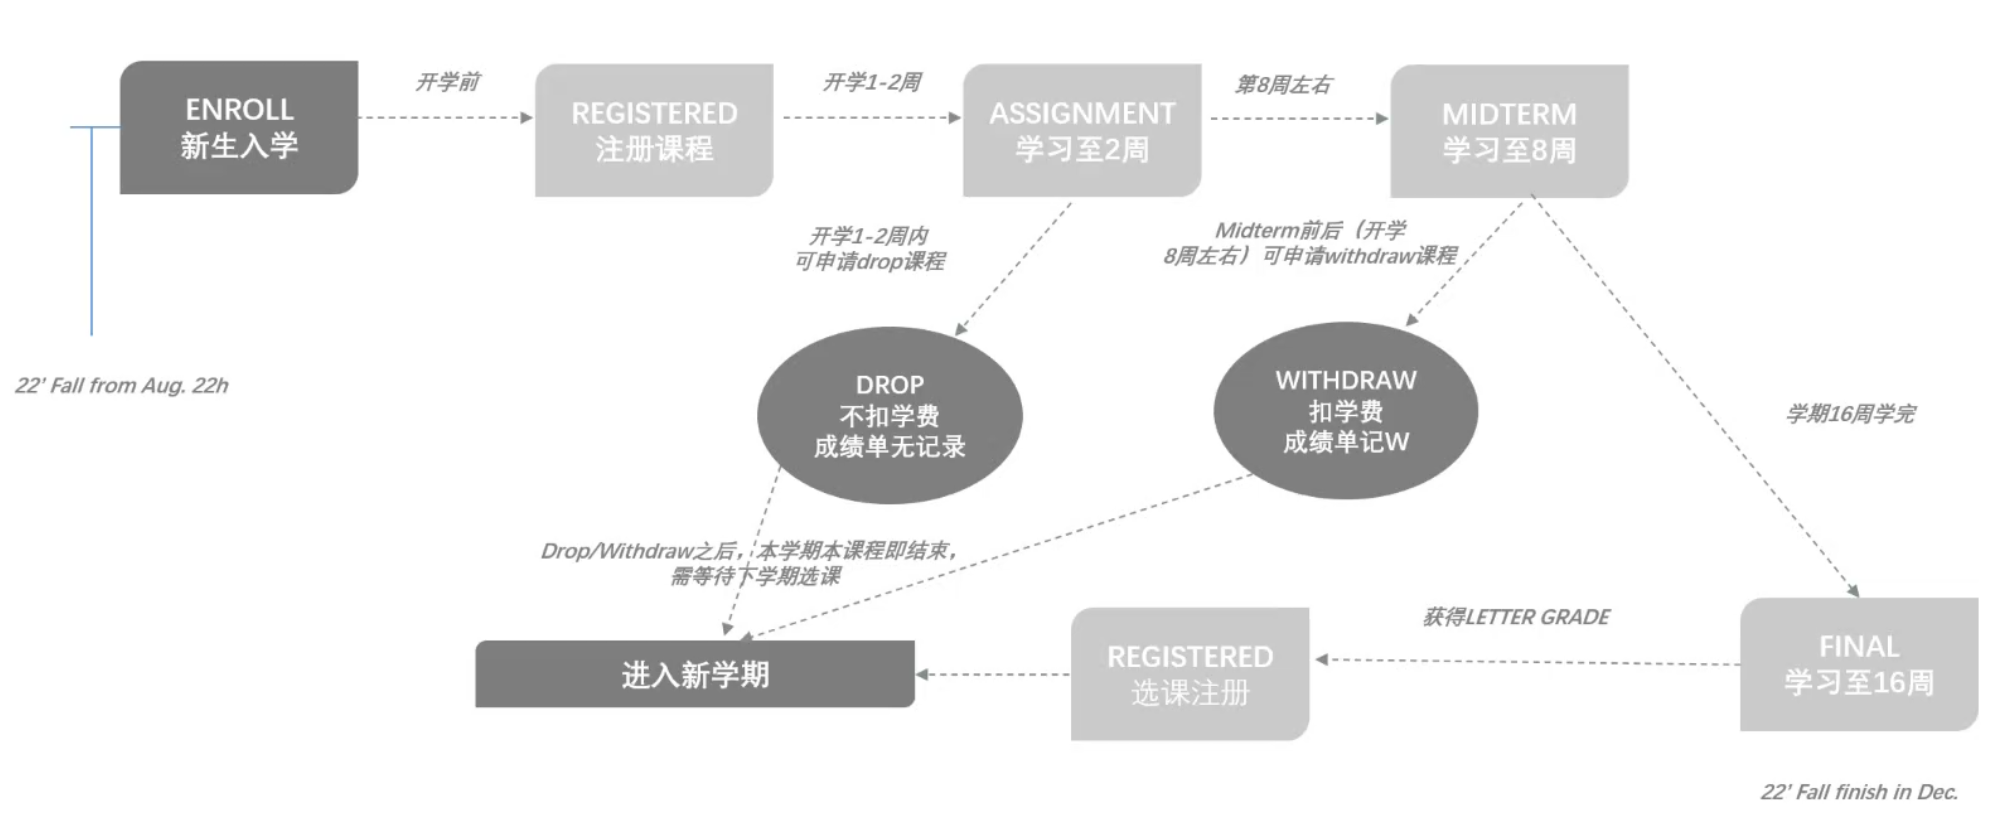 开学前
开学1-2周
第8周左右
ENROLL
新生入学
REGISTERED
注册课程
ASSIGNMENT
学习至2周
MIDTERM
学习至8周
开学1-2周内
可申请drop课程
Midterm前后（开学
8周左右）可申请withdraw课程
22' Fall from Aug. 22h
DROP
不扣学费
成绩单无记录
WITHDRAW
扣学费
成绩单记W
学期16周学完
Drop/Withdraw之后，本学期本课程即结束，
需等待下学期选课
进入新学期
REGISTERED
选课注册
获得LETTER GRADE
FINAL
学习至16周
22' Fall finish in Dec.